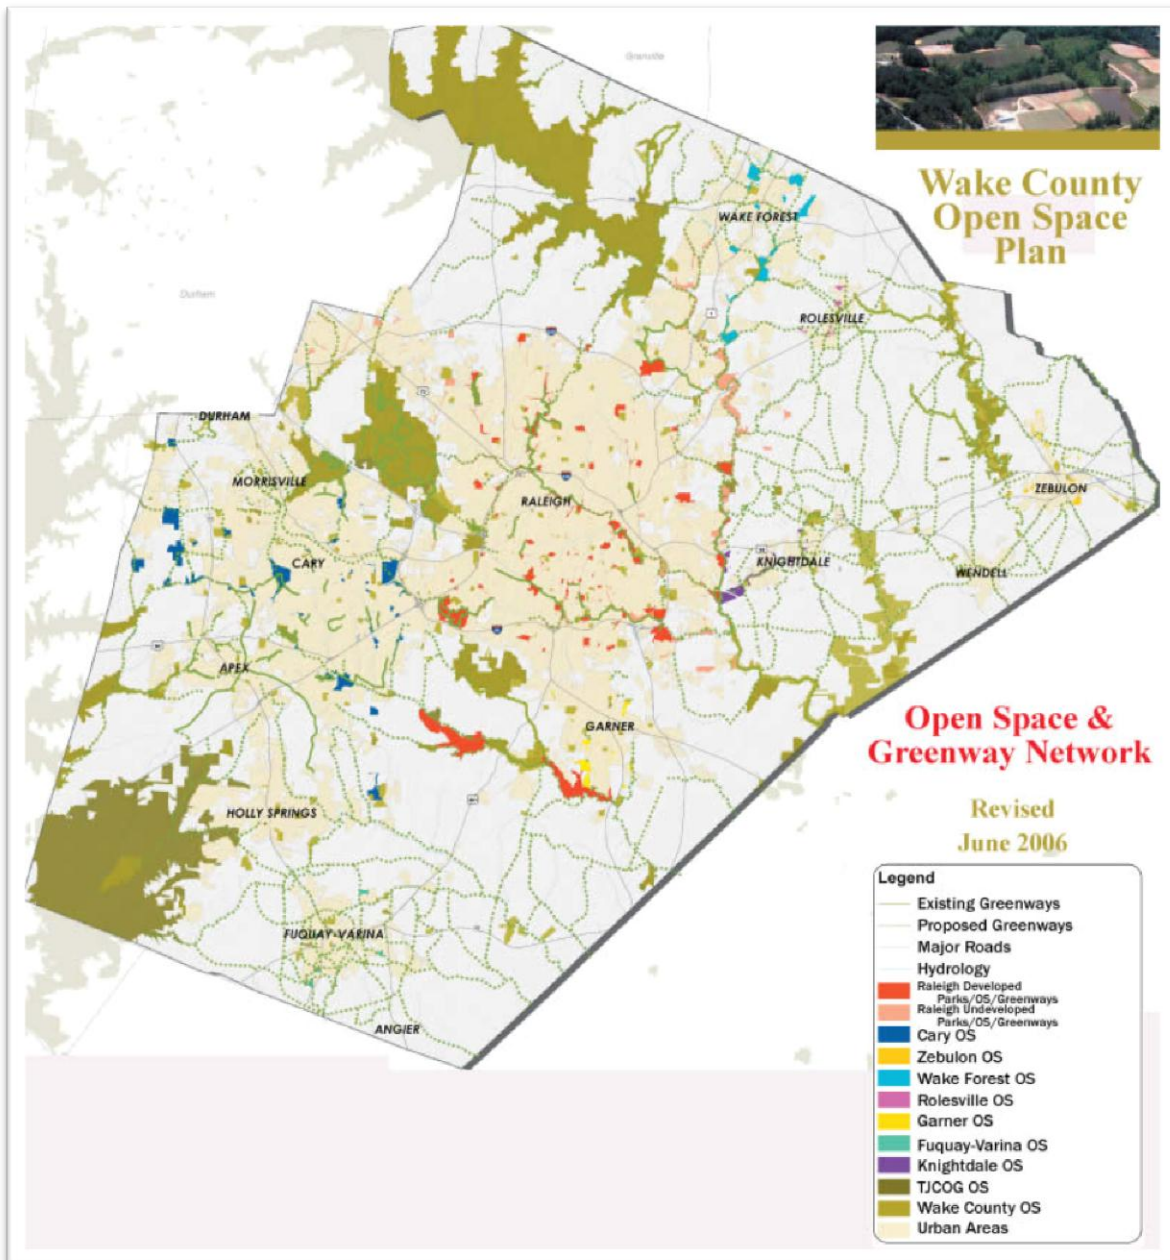 Granville
Wake County
Open Space
Plan
WAKE FOREST
Durham
ROLESVILLE
DURHAM
MORRISVILLE
RALEIGH
ZEBULON
CARY
KNIGHTDALE
WENDELL
APEX
GARNER
Open Space &
Greenway Network
HOLLY SPRINGS
Revised
June 2006
FUQUAY-VARINA
ANGIER
Legend
Existing Greenways
Proposed Greenways
Major Roads
Hydrology
Raleigh Developed
Parks/OS/Greenways
Raleigh Undeveloped
Parks/OS/Greenways
Cary OS
Zebulon OS
Wake Forest OS
Rolesville OS
Garner OS
Fuquay-Varina OS
Knightdale OS
TJCOG OS
Wake County OS
Urban Areas